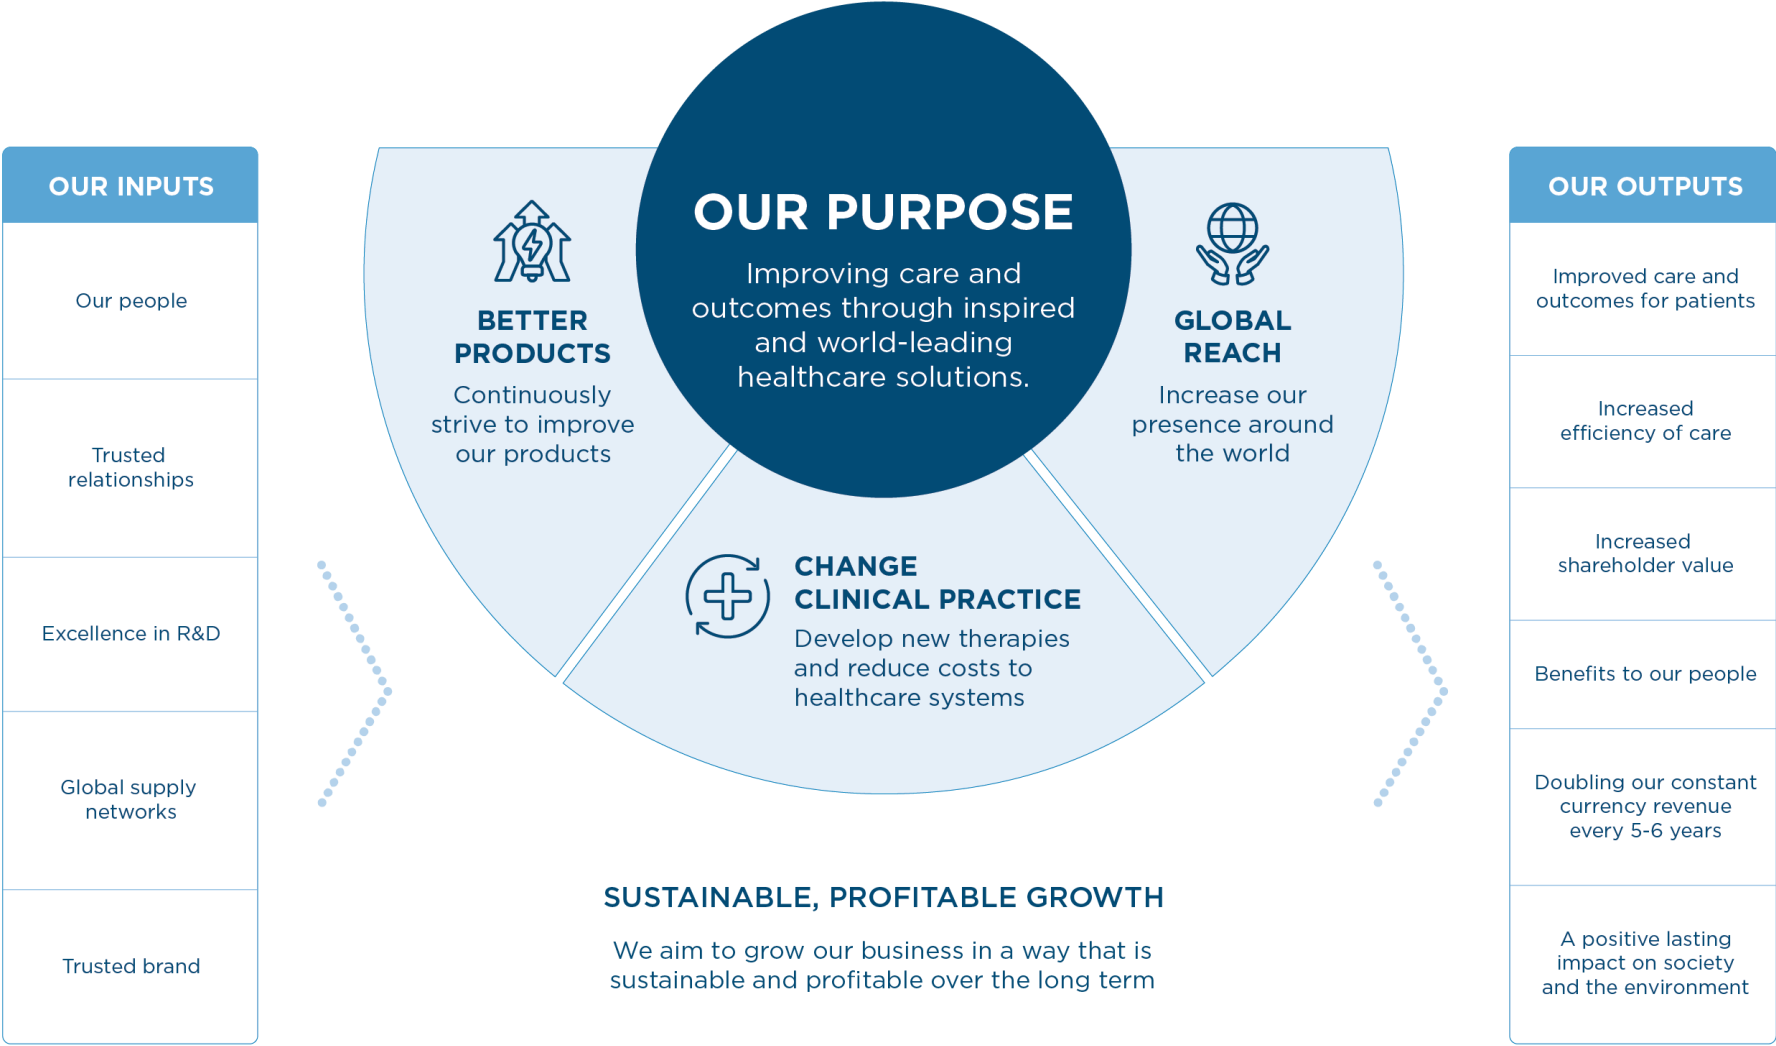 OUR INPUTS
Our people
Trusted
relationships
Excellence in R&D
Global supply
networks
Trusted brand
BETTER
PRODUCTS
Continuously
strive to improve
our products
OUR PURPOSE
Improving care and
outcomes through inspired
and world-leading
healthcare solutions.
GLOBAL
REACH
Increase our
presence around
the world
CHANGE
CLINICAL PRACTICE
Develop new therapies
and reduce costs to
healthcare systems
SUSTAINABLE, PROFITABLE GROWTH
We aim to grow our business in a way that is
sustainable and profitable over the long term
OUR OUTPUTS
Improved care and
outcomes for patients
Increased
efficiency of care
Increased
shareholder value
Benefits to our people
Doubling our constant
currency revenue
every 5-6 years
A positive lasting
impact on society
and the environment